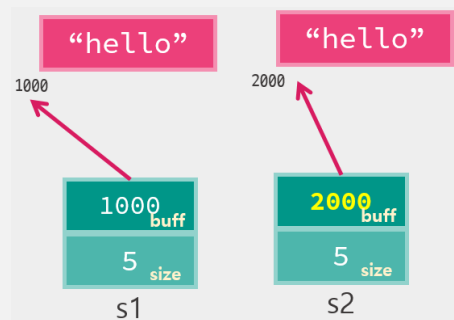 “hello”
1000
1000
buff
5
size
s1
“hello”
2000
2000
buff
5
size
s2